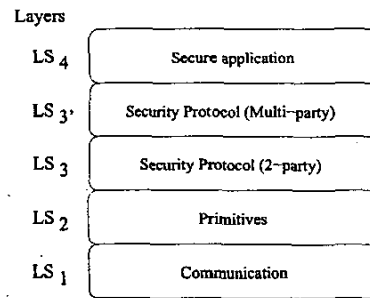 Layers
LS 4 Secure application
LS 3' Security Protocol (Multi-party)
LS 3 Security Protocol (2-party)
LS 2 Primitives
LS 1 Communication